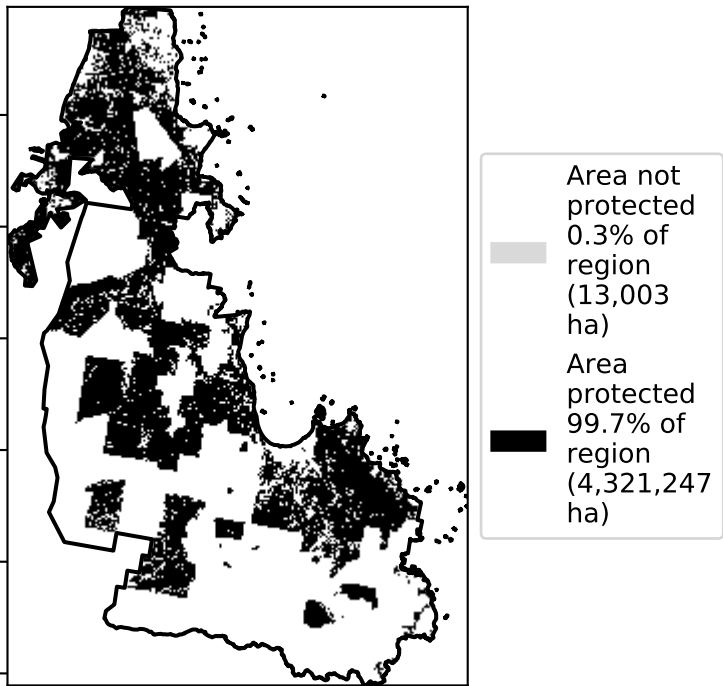 Area not
protected
0.3% of
region
(13,003
ha)
Area
protected
99.7% of
region
(4,321,247
ha)